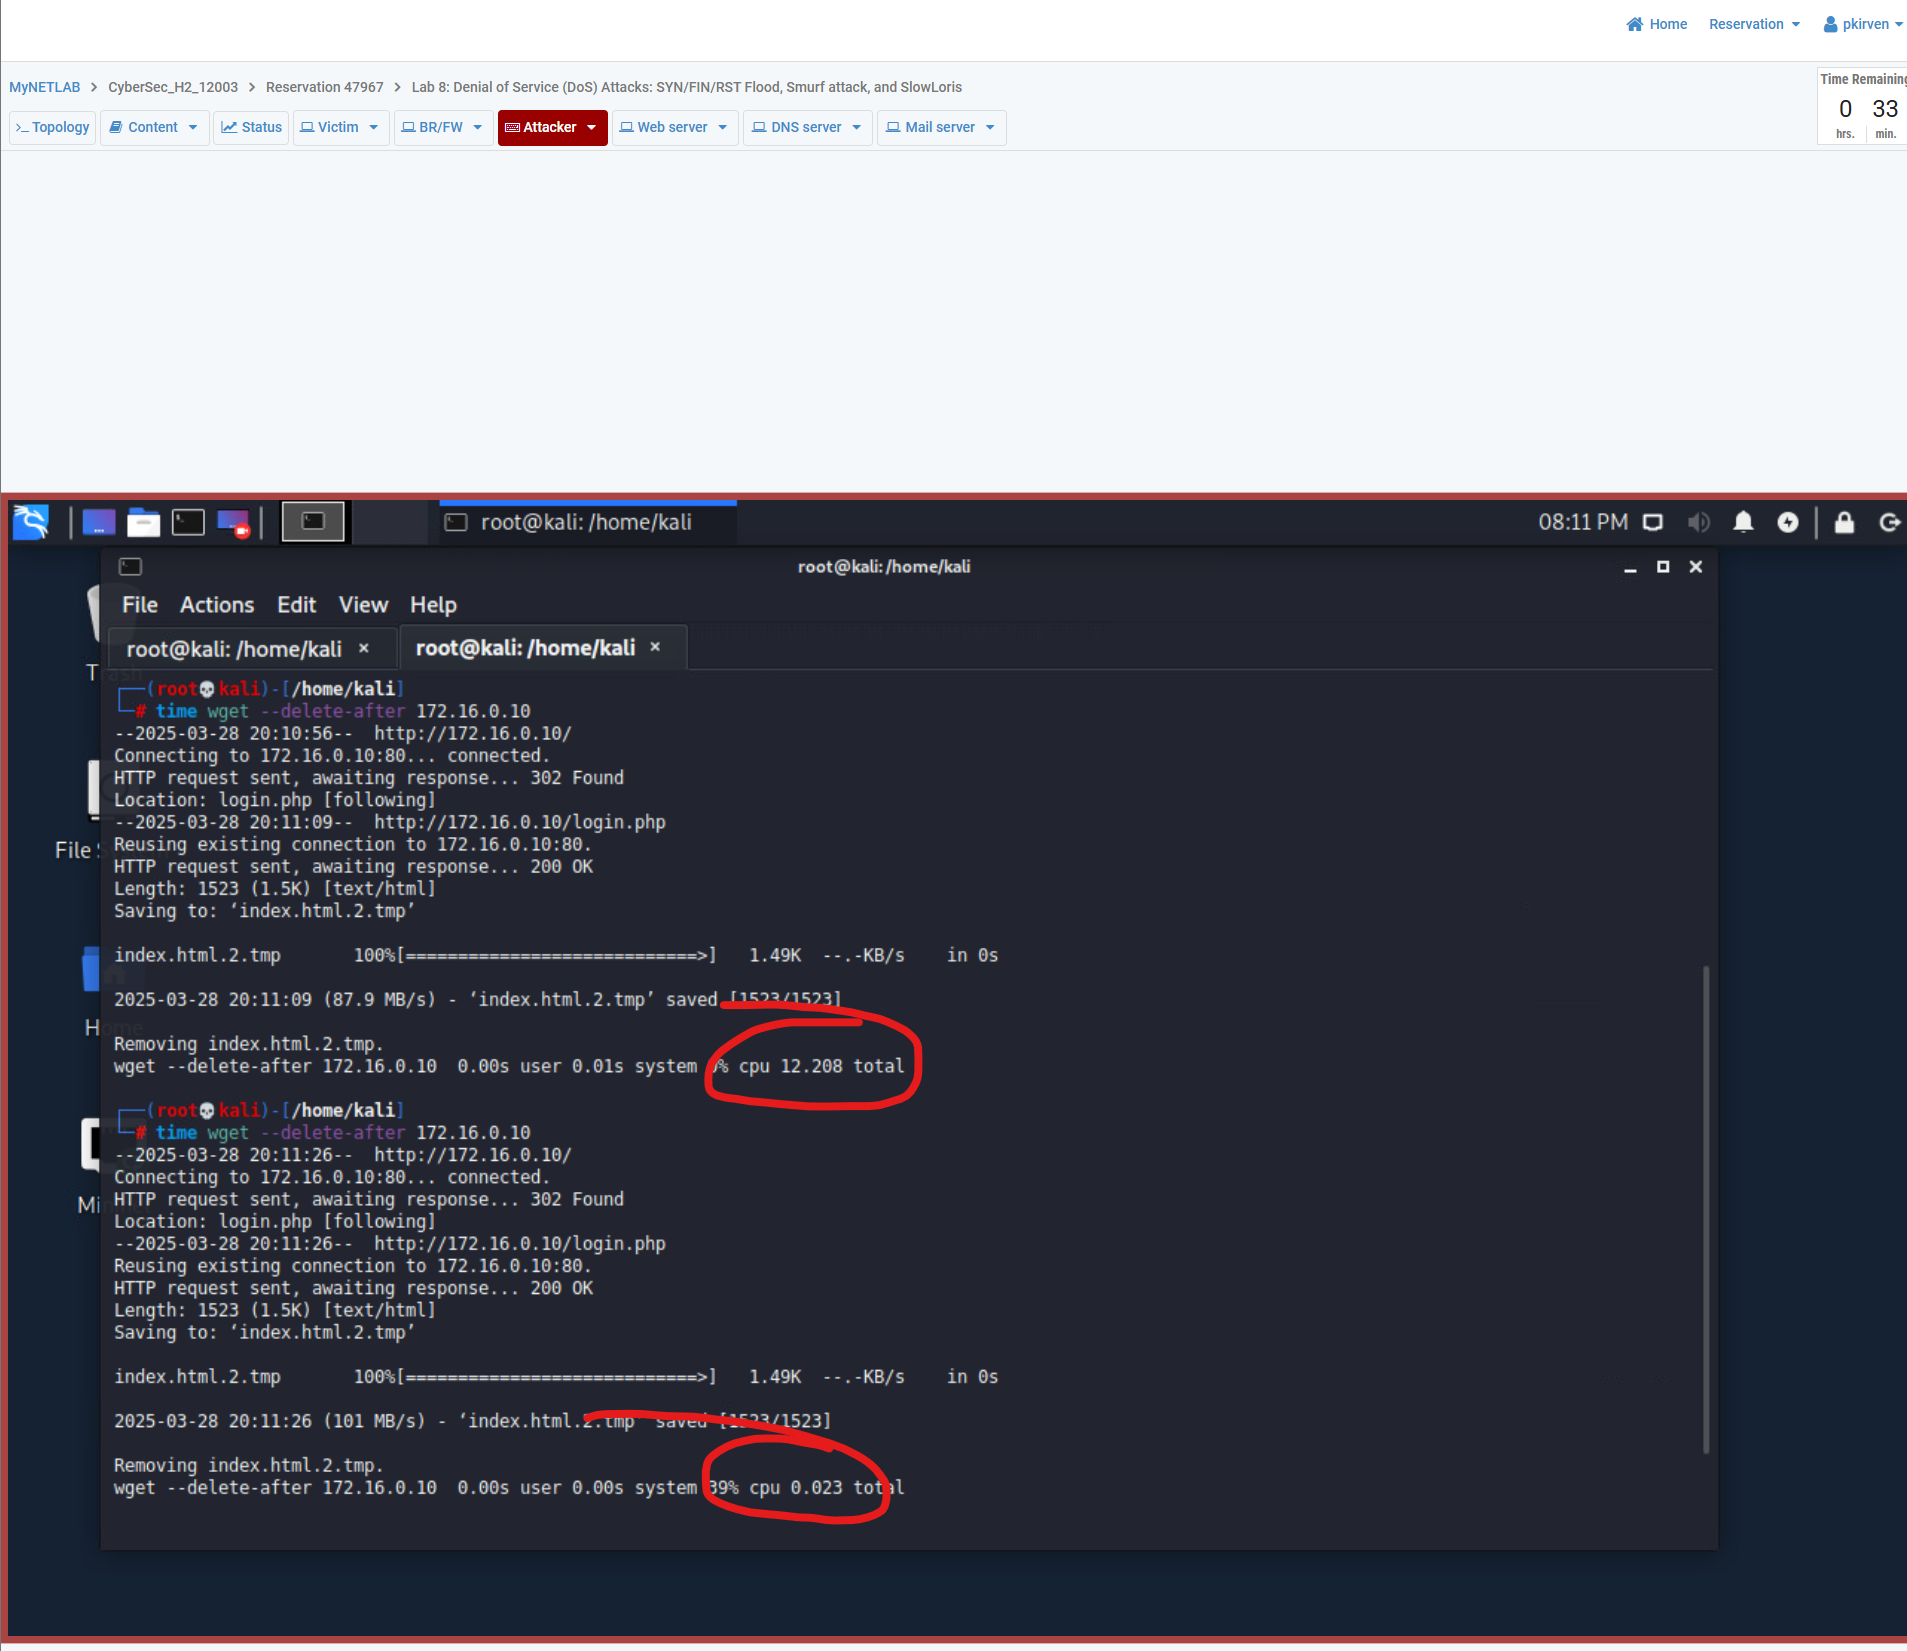 Home Reservation pkirven
MyNETLAB > CyberSec_H2_12003 > Reservation 47967 > Lab 8: Denial of Service (DoS) Attacks: SYN/FIN/RST Flood, Smurf attack, and SlowLoris
Time Remaining
0 33
hrs. min.
>_ Topology Content Status Victim BR/FW Attacker Web server DNS server Mail server
root@kali: /home/kali 08:11 PM
root@kali:/home/kali
File Actions Edit View Help
root@kali: /home/kali × root@kali: /home/kali ×
Trash
File S
Home
Mi
(root💀kali)-[/home/kali]
# time wget --delete-after 172.16.0.10
--2025-03-28 20:10:56-- http://172.16.0.10/
Connecting to 172.16.0.10:80... connected.
HTTP request sent, awaiting response... 302 Found
Location: login.php [following]
--2025-03-28 20:11:09-- http://172.16.0.10/login.php
Reusing existing connection to 172.16.0.10:80.
HTTP request sent, awaiting response... 200 OK
Length: 1523 (1.5K) [text/html]
Saving to: ‘index.html.2.tmp’
index.html.2.tmp 100%[============================>] 1.49K --.-KB/s in 0s
2025-03-28 20:11:09 (87.9 MB/s) - ‘index.html.2.tmp’ saved [1523/1523]
Removing index.html.2.tmp.
wget --delete-after 172.16.0.10 0.00s user 0.01s system % cpu 12.208 total
(root💀kali)-[/home/kali]
# time wget --delete-after 172.16.0.10
--2025-03-28 20:11:26-- http://172.16.0.10/
Connecting to 172.16.0.10:80... connected.
HTTP request sent, awaiting response... 302 Found
Location: login.php [following]
--2025-03-28 20:11:26-- http://172.16.0.10/login.php
Reusing existing connection to 172.16.0.10:80.
HTTP request sent, awaiting response... 200 OK
Length: 1523 (1.5K) [text/html]
Saving to: ‘index.html.2.tmp’
index.html.2.tmp 100%[============================>] 1.49K --.-KB/s in 0s
2025-03-28 20:11:26 (101 MB/s) - ‘index.html.2.tmp’ saved [1523/1523]
Removing index.html.2.tmp.
wget --delete-after 172.16.0.10 0.00s user 0.00s system 39% cpu 0.023 total